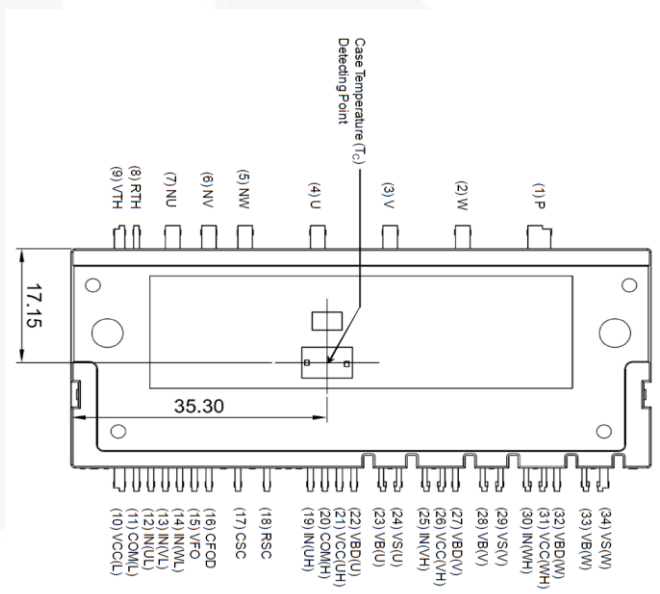 Case Temperature (TC)
Detecting Point
(9) VTH
(8) RTH
(7) NU
(6) NV
(5) NW
(4) U
(3) V
(2) W
(1) P
17.15
35.30
(10) VCC(L)
(11) COM(L)
(12) IN(UL)
(13) IN(VL)
(14) IN(WL)
(15) VFO
(16) CFOD
(17) CSC
(18) RSC
(19) IN(UH)
(20) COM(H)
(21) VCC(UH)
(22) VBD(U)
(23) VB(U)
(24) VS(U)
(25) IN(VH)
(26) VCC(VH)
(27) VBD(V)
(28) VB(V)
(29) VS(V)
(30) IN(WH)
(31) VCC(WH)
(32) VBD(W)
(33) VB(W)
(34) VS(W)